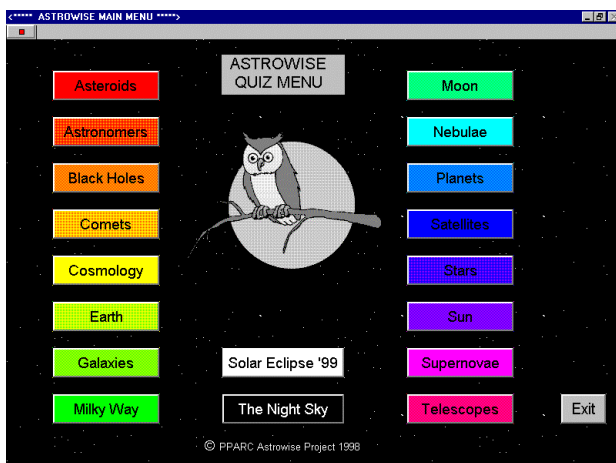 <***** ASTROWISE MAIN MENU *****>
ASTROWISE
QUIZ MENU
Asteroids
Astronomers
Black Holes
Comets
Cosmology
Earth
Galaxies
Milky Way
Solar Eclipse '99
The Night Sky
Moon
Nebulae
Planets
Satellites
Stars
Sun
Supernovae
Telescopes
Exit
© PPARC Astrowise Project 1998